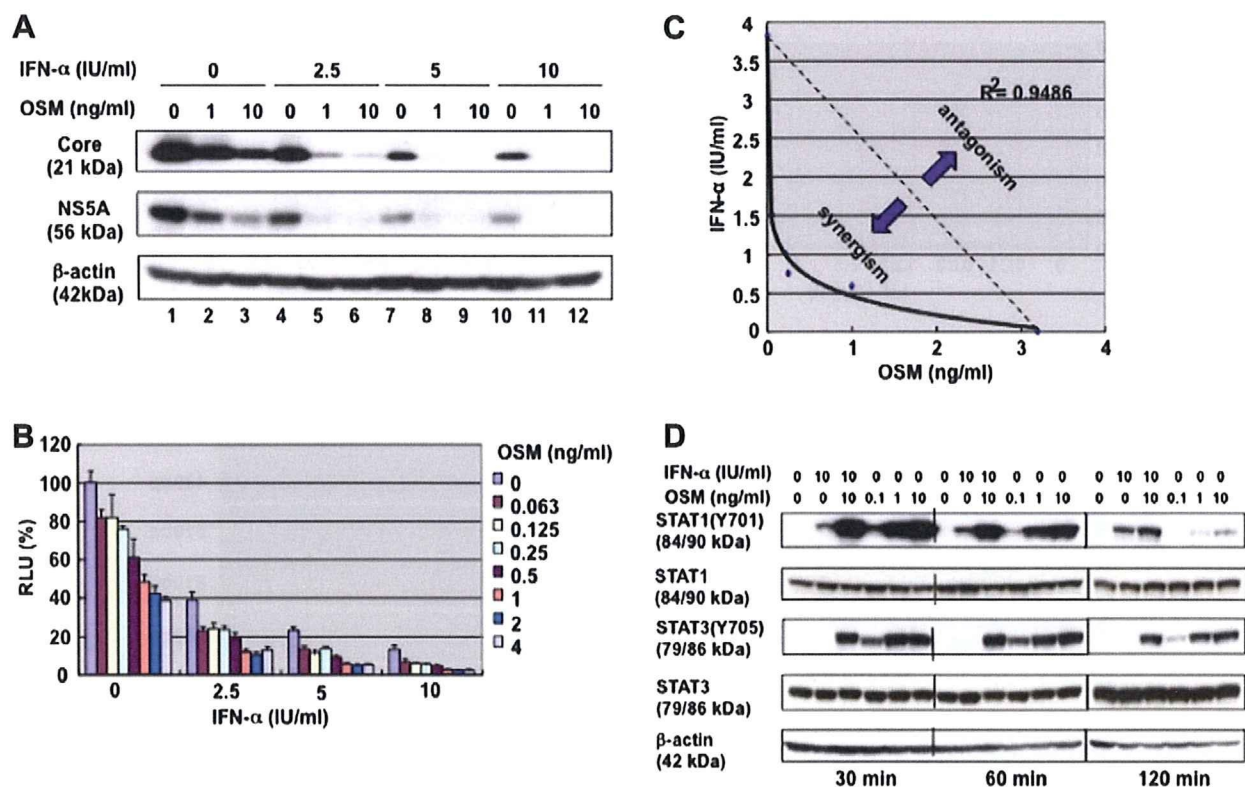 A
IFN-α (IU/ml) 0 2.5 5 10
OSM (ng/ml) 0 1 10 0 1 10 0 1 10 0 1 10
Core
(21 kDa)
NS5A
(56 kDa)
β-actin
(42kDa)
1 2 3 4 5 6 7 8 9 10 11 12
B
120
100
80
60
40
20
0
RLU (%)
0 2.5 5 10
IFN-α (IU/ml)
OSM (ng/ml)
0
0.063
0.125
0.25
0.5
1
2
4
C
4
3.5
3
2.5
2
1.5
1
0.5
0
IFN-α (IU/ml)
R2= 0.9486
antagonism
synergism
0 1 2 3 4
OSM (ng/ml)
D
IFN-α (IU/ml) 0 10 10 0 0 0 0 10 10 0 0 0 0 10 10 0 0 0
OSM (ng/ml) 0 0 10 0.1 1 10 0 0 10 0.1 1 10 0 0 10 0.1 1 10
STAT1(Y701)
(84/90 kDa)
STAT1
(84/90 kDa)
STAT3(Y705)
(79/86 kDa)
STAT3
(79/86 kDa)
β-actin
(42 kDa)
30 min 60 min 120 min